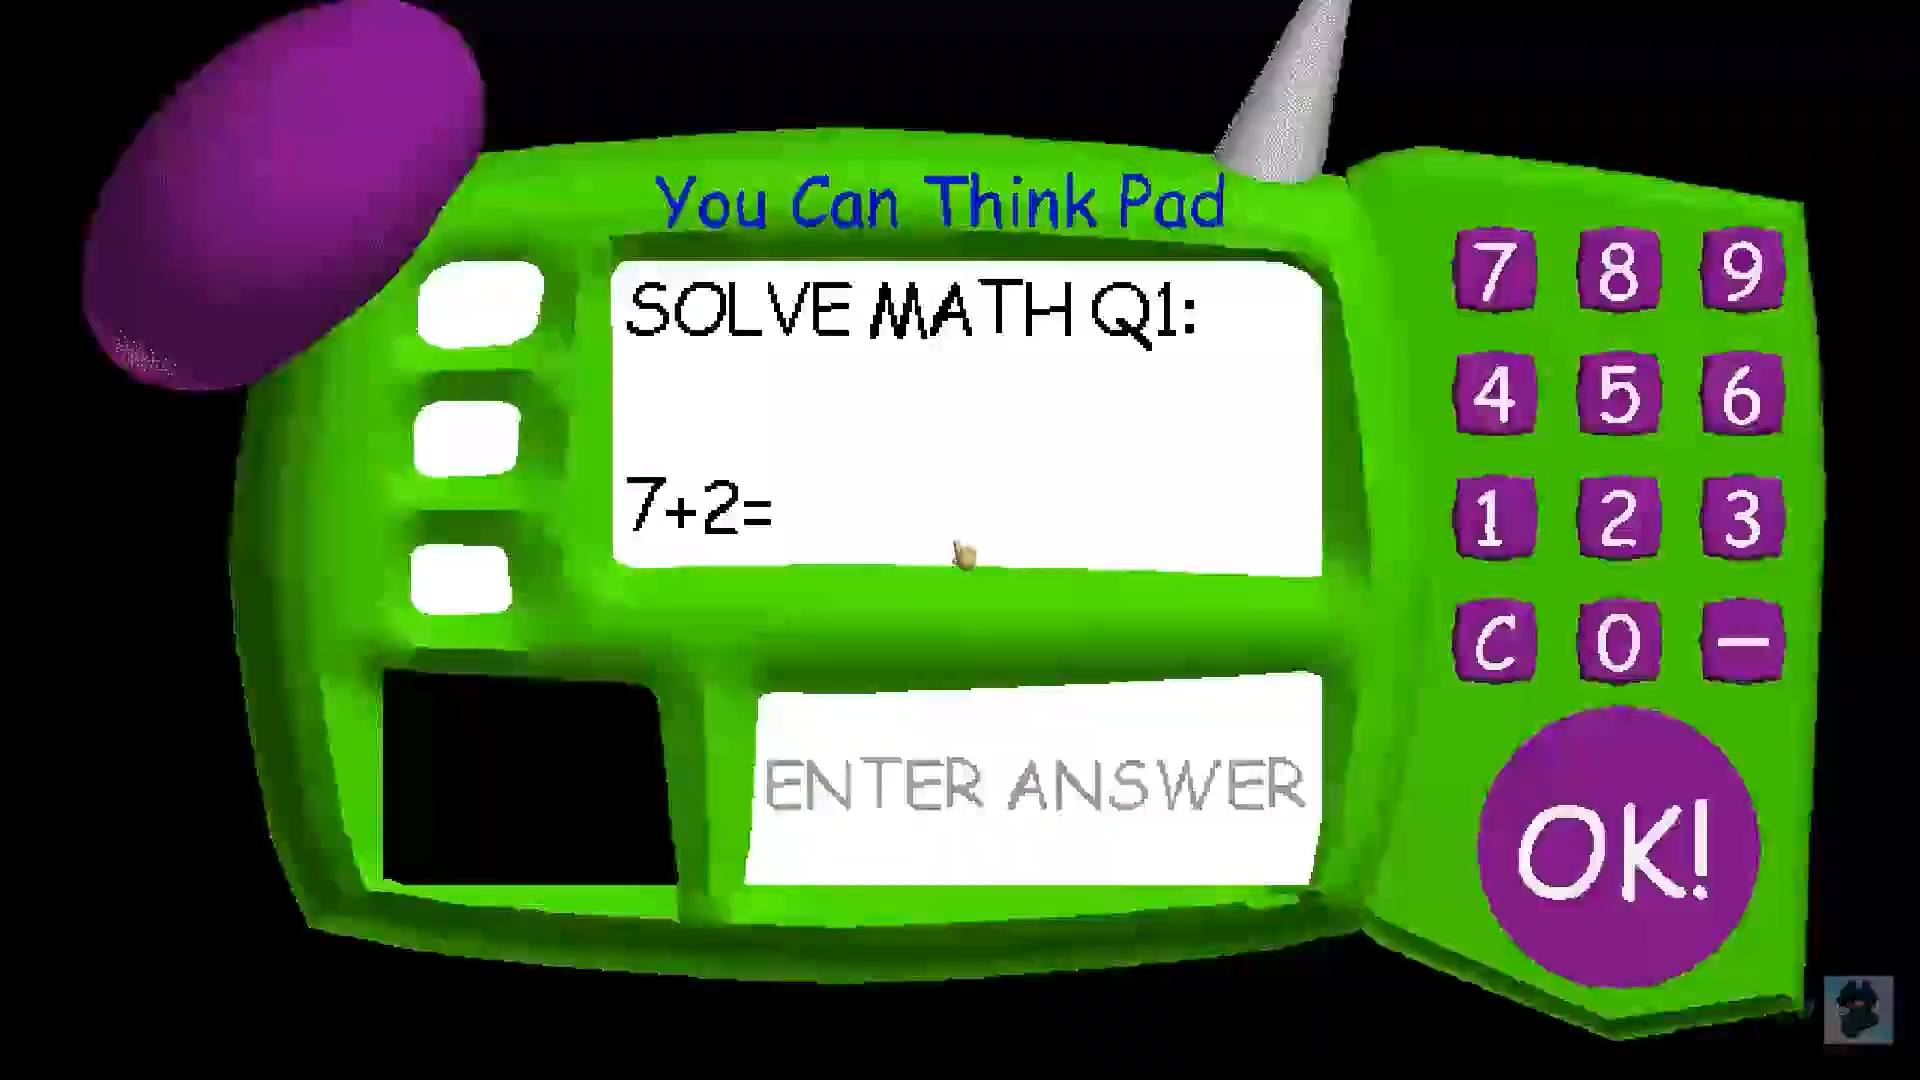 You Can Think Pad
SOLVE MATH Q1:
7+2=
ENTER ANSWER
7 8 9
4 5 6
1 2 3
C 0 –
OK!